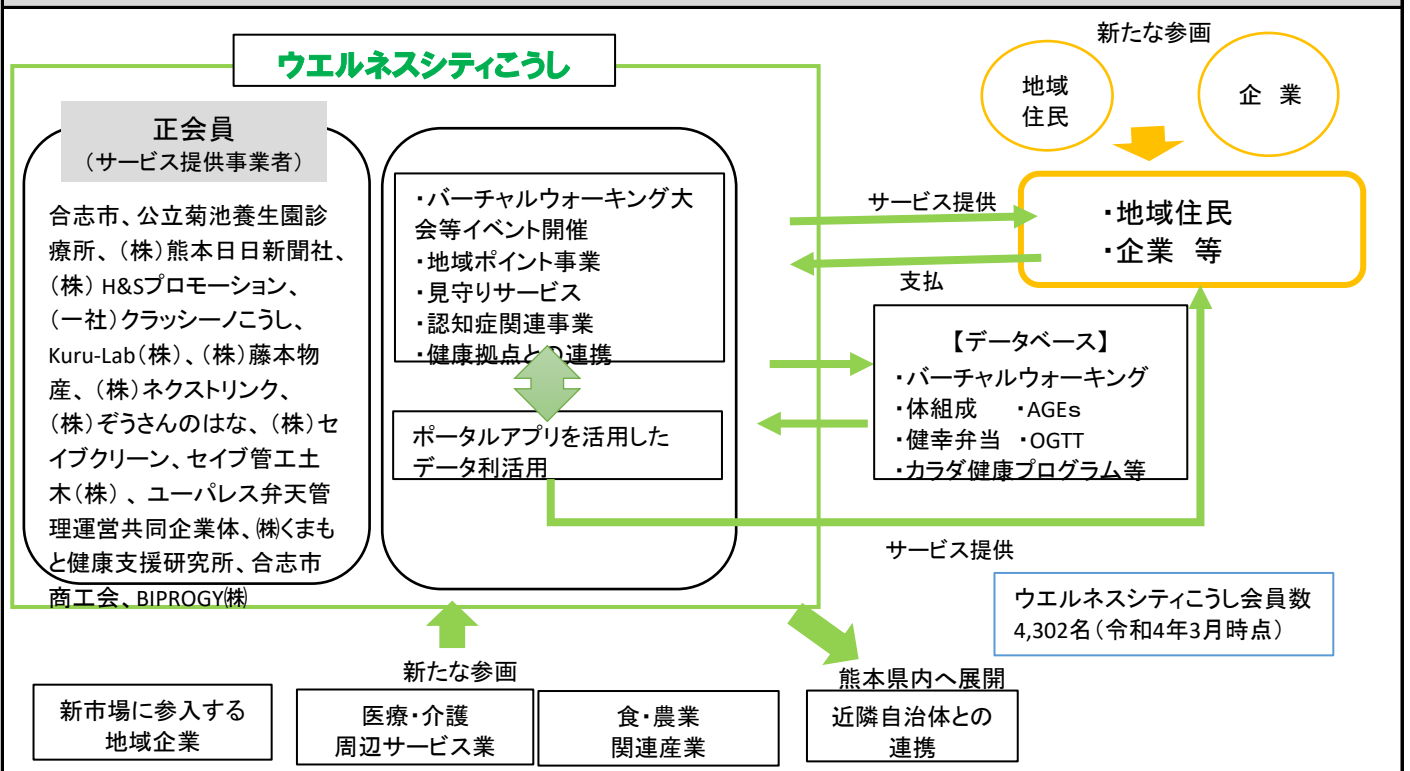 ウエルネスシティこうし
正会員
（サービス提供事業者）
合志市、公立菊池養生園診
療所、（株）熊本日日新聞社、
（株） H&Sプロモーション、
（一社）クラッシーノこうし、
Kuru-Lab（株）、（株）藤本物
産、（株）ネクストリンク、
（株）ぞうさんのはな、（株）セ
イブクリーン、セイブ管工土
木（株） 、ユーパレス弁天管
理運営共同企業体、㈱くまも
と健康支援研究所、合志市
商工会、BIPROGY㈱
・バーチャルウォーキング大
会等イベント開催
・地域ポイント事業
・見守りサービス
・認知症関連事業
・健康拠点との連携
ポータルアプリを活用した
データ利活用
新たな参画
地域
住民
企 業
サービス提供
支払
・地域住民
・企業 等
【データベース】
・バーチャルウォーキング
・体組成 ・AGEs
・健幸弁当 ・OGTT
・カラダ健康プログラム等
サービス提供
ウエルネスシティこうし会員数
4,302名（令和4年3月時点）
新たな参画
熊本県内へ展開
新市場に参入する
地域企業
医療・介護
周辺サービス業
食・農業
関連産業
近隣自治体との
連携